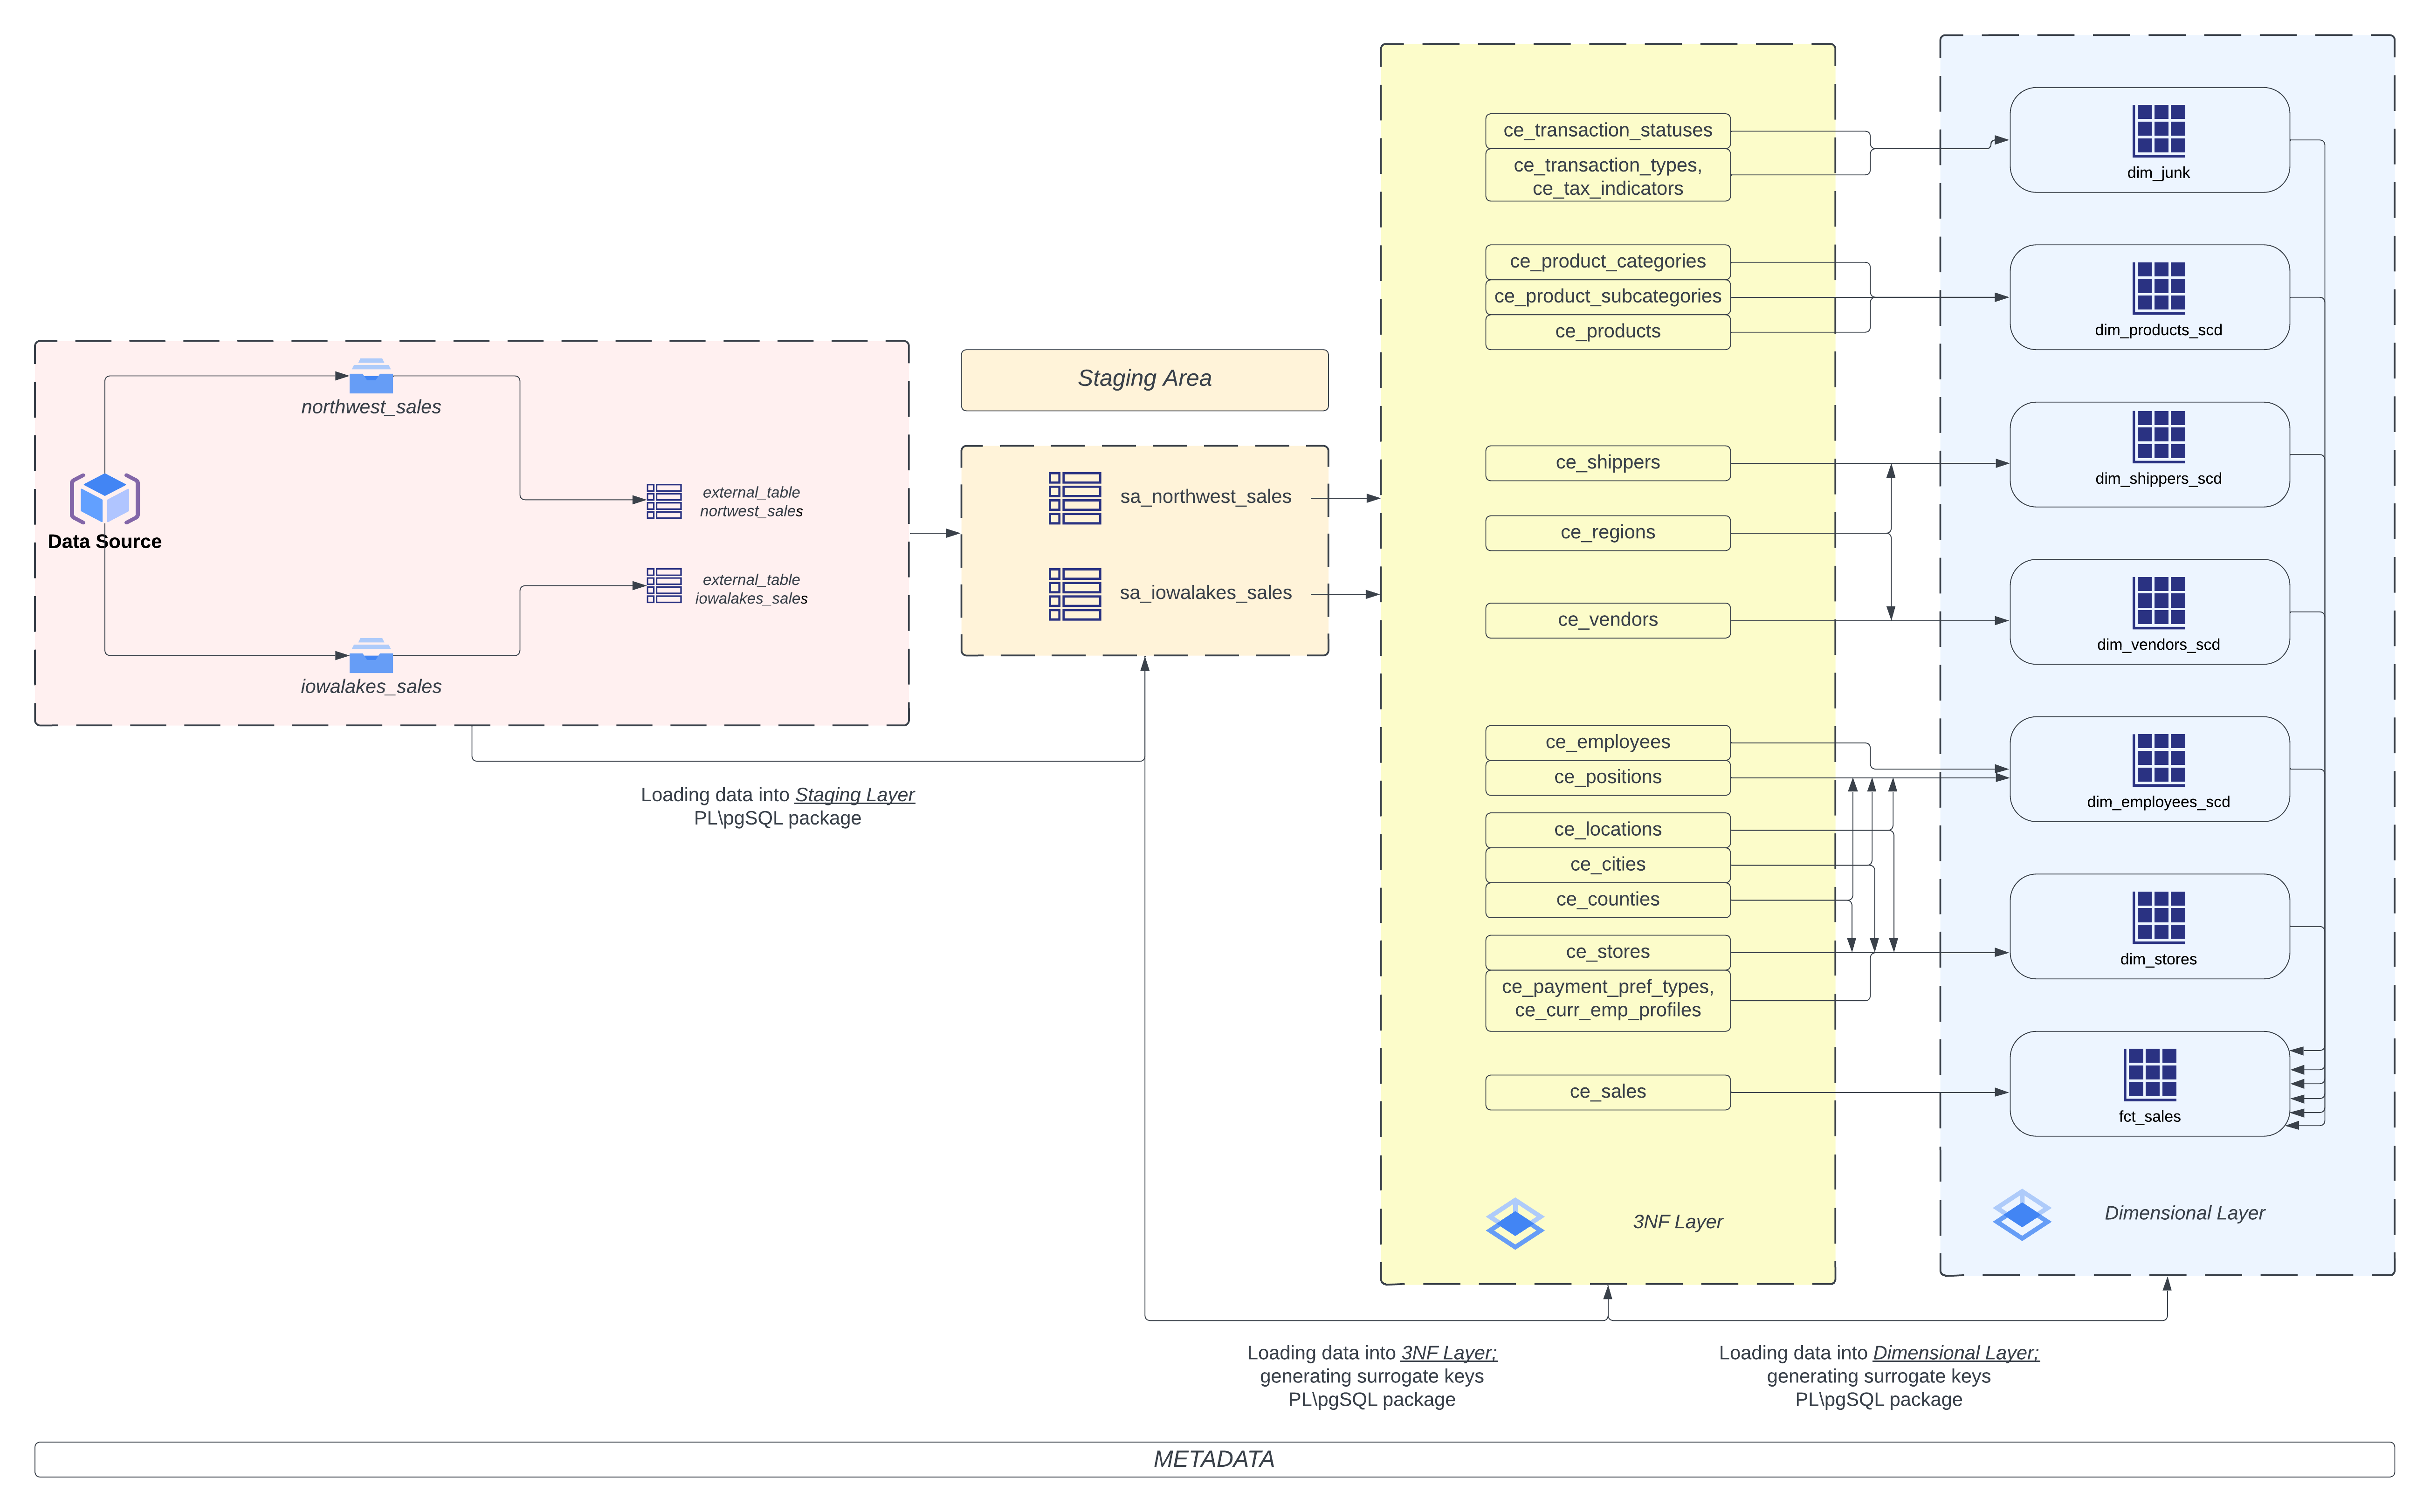 northwest_sales
Data Source
external_table
nortwest_sales
external_table
iowalakes_sales
iowalakes_sales
Loading data into Staging Layer
PL\pgSQL package
Staging Area
sa_northwest_sales
sa_iowalakes_sales
ce_transaction_statuses
ce_transaction_types,
ce_tax_indicators
ce_product_categories
ce_product_subcategories
ce_products
ce_shippers
ce_regions
ce_vendors
ce_employees
ce_positions
ce_locations
ce_cities
ce_counties
ce_stores
ce_payment_pref_types,
ce_curr_emp_profiles
ce_sales
3NF Layer
dim_junk
dim_products_scd
dim_shippers_scd
dim_vendors_scd
dim_employees_scd
dim_stores
fct_sales
Dimensional Layer
Loading data into 3NF Layer;
generating surrogate keys
PL\pgSQL package
Loading data into Dimensional Layer;
generating surrogate keys
PL\pgSQL package
METADATA